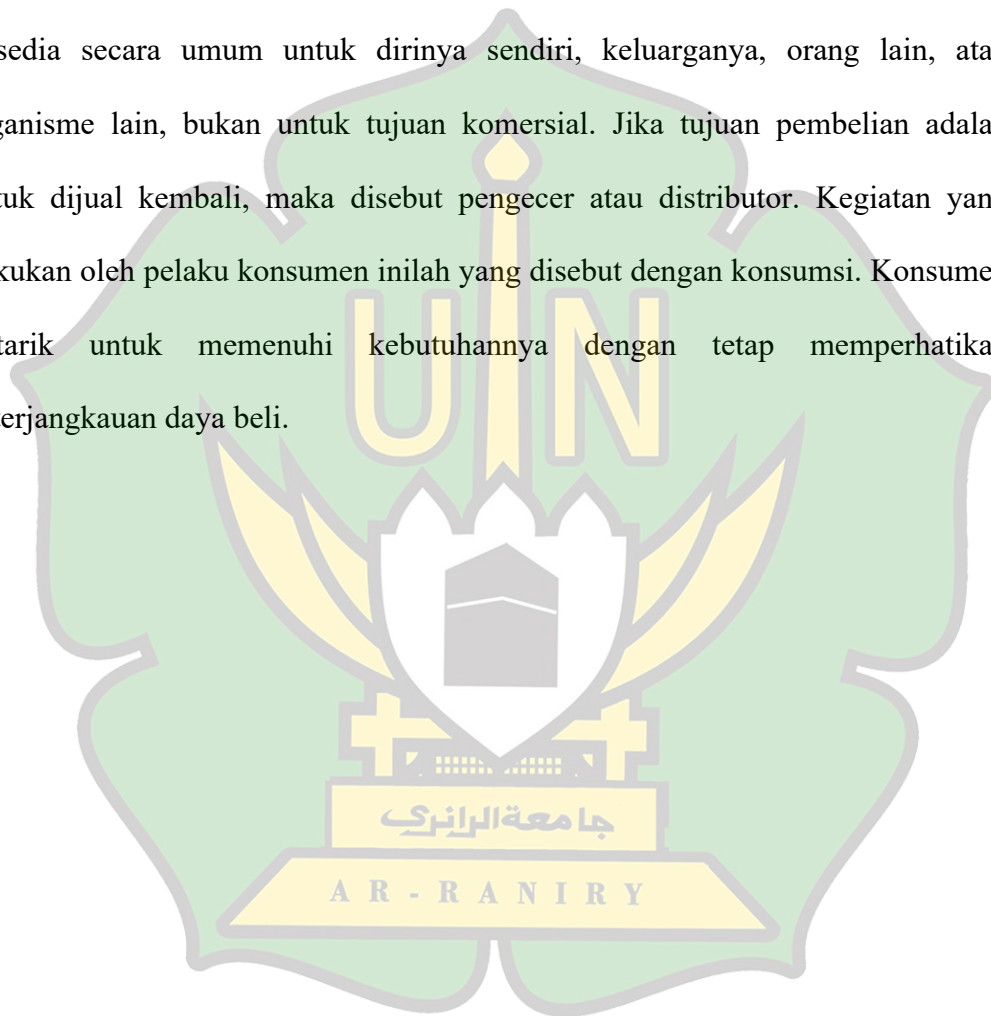 sedia secara umum untuk dirinya sendiri, keluarganya, orang lain, ata
ganisme lain, bukan untuk tujuan komersial. Jika tujuan pembelian adala
tuk dijual kembali, maka disebut pengecer atau distributor. Kegiatan yan
kukan oleh pelaku konsumen inilah yang disebut dengan konsumsi. Konsume
tarik untuk memenuhi kebutuhannya dengan tetap memperhatika
terjangkauan daya beli.
UIN
جامعةالرانري
AR-RANIRY